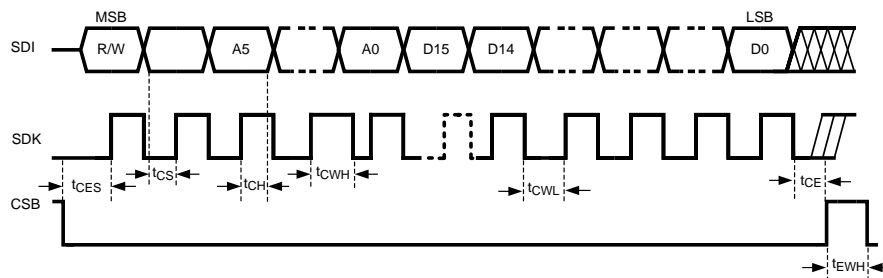 MSB
LSB
SDI
R/W
A5
A0
D15
D14
D0
SDK
tCES
tCS
tCH
tCWH
tCWL
tCE
CSB
tEWH